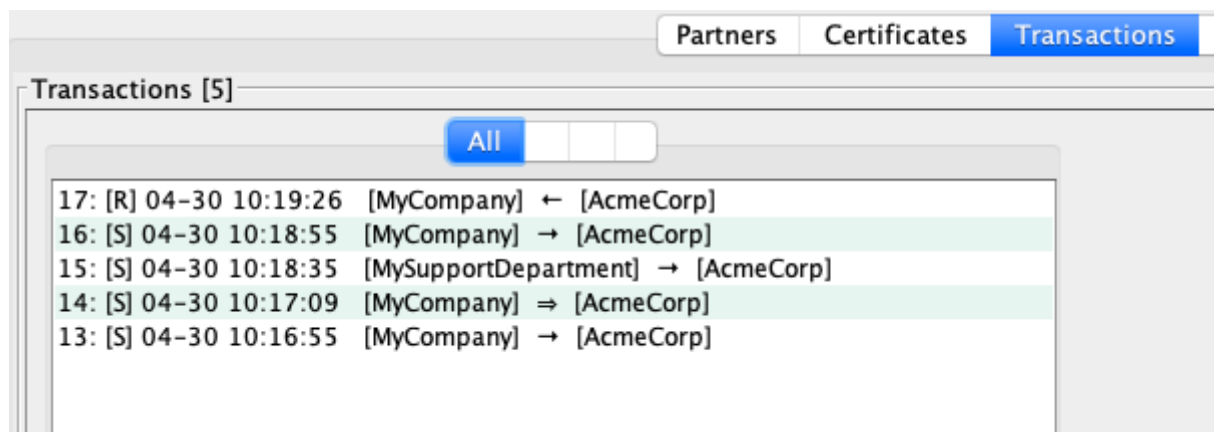 Partners Certificates Transactions
Transactions [5]
All
17: [R] 04-30 10:19:26 [MyCompany] ← [AcmeCorp]
16: [S] 04-30 10:18:55 [MyCompany] → [AcmeCorp]
15: [S] 04-30 10:18:35 [MySupportDepartment] → [AcmeCorp]
14: [S] 04-30 10:17:09 [MyCompany] ⇒ [AcmeCorp]
13: [S] 04-30 10:16:55 [MyCompany] → [AcmeCorp]